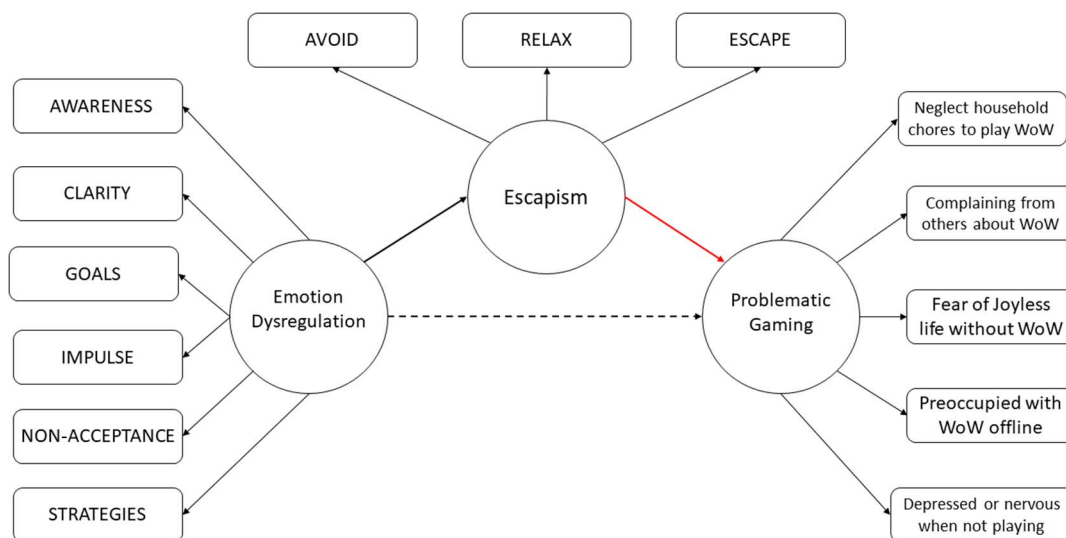 AVOID
RELAX
ESCAPE
AWARENESS
CLARITY
GOALS
IMPULSE
NON-ACCEPTANCE
STRATEGIES
Emotion
Dysregulation
Escapism
Problematic
Gaming
Neglect household
chores to play WoW
Complaining from
others about WoW
Fear of Joyless
life without WoW
Preoccupied with
WoW offline
Depressed or nervous
when not playing